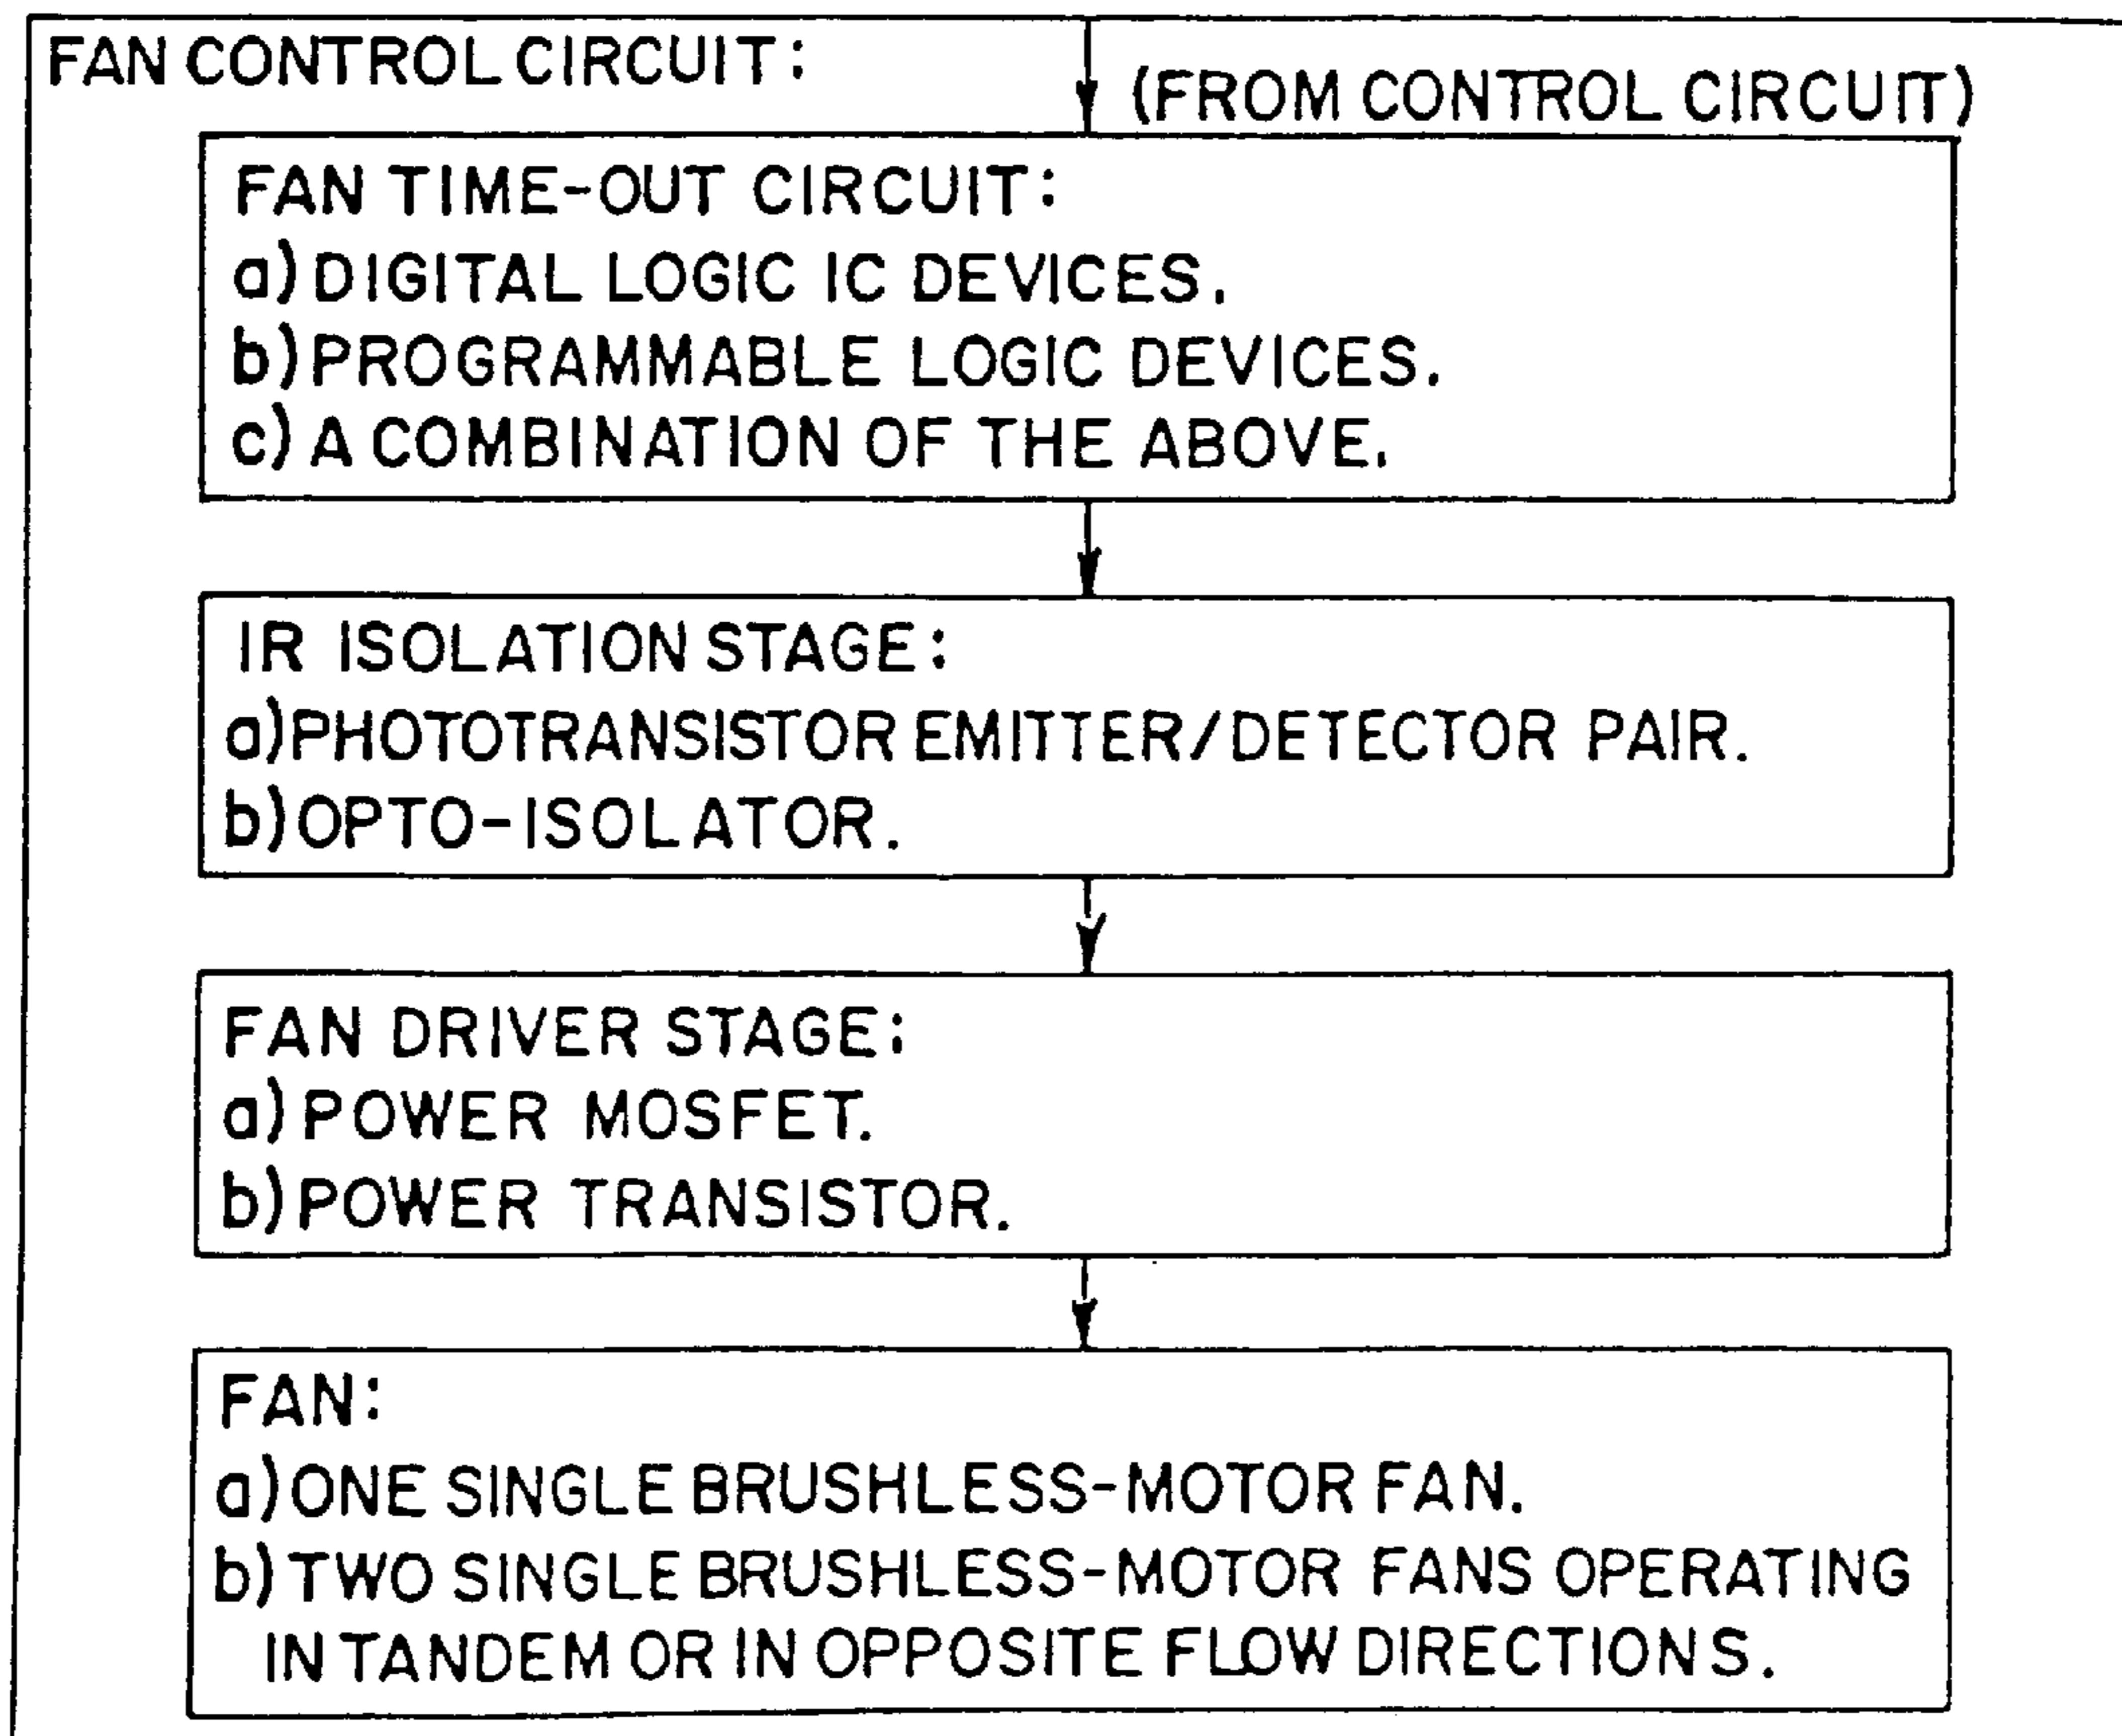 FAN CONTROL CIRCUIT:
(FROM CONTROL CIRCUIT)
FAN TIME-OUT CIRCUIT:
a) DIGITAL LOGIC IC DEVICES.
b) PROGRAMMABLE LOGIC DEVICES.
c) A COMBINATION OF THE ABOVE.
IR ISOLATION STAGE:
a) PHOTOTRANSISTOR EMITTER/DETECTOR PAIR.
b) OPTO-ISOLATOR.
FAN DRIVER STAGE:
a) POWER MOSFET.
b) POWER TRANSISTOR.
FAN:
a) ONE SINGLE BRUSHLESS-MOTOR FAN.
b) TWO SINGLE BRUSHLESS-MOTOR FANS OPERATING
IN TANDEM OR IN OPPOSITE FLOW DIRECTIONS.